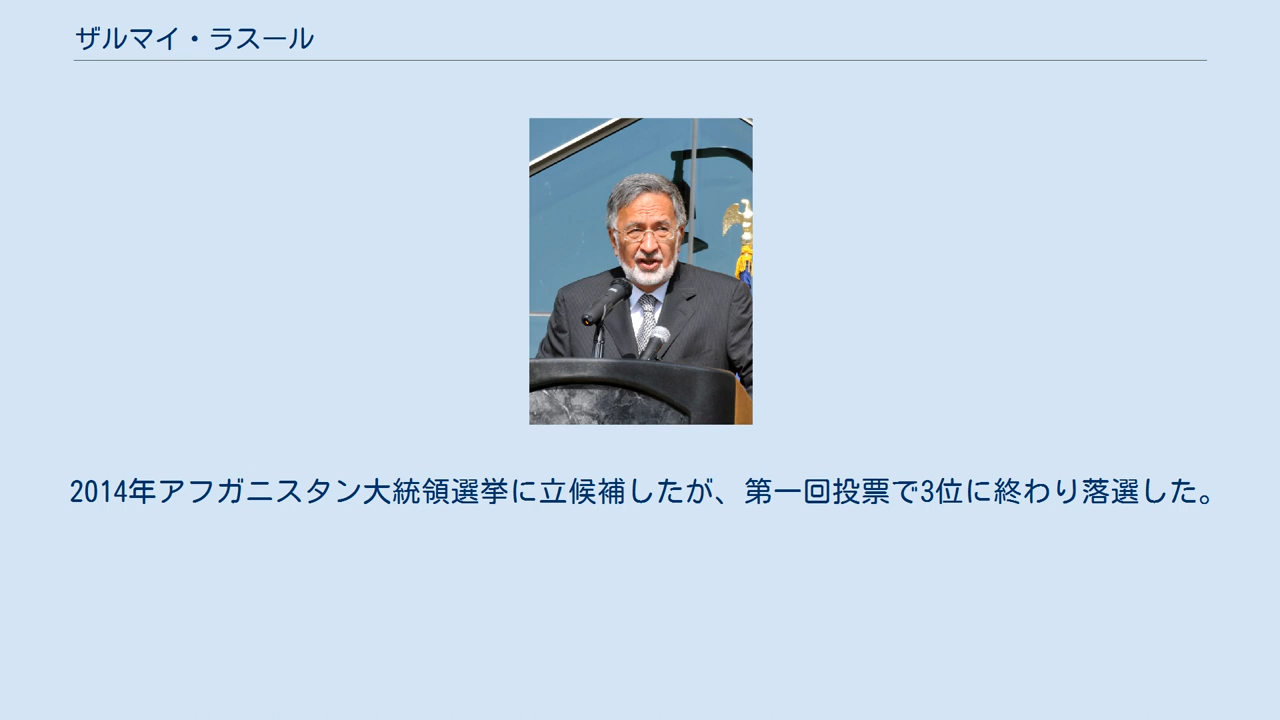 ザルマイ・ラスール
2014年アフガニスタン大統領選挙に立候補したが、第一回投票で3位に終わり落選した。